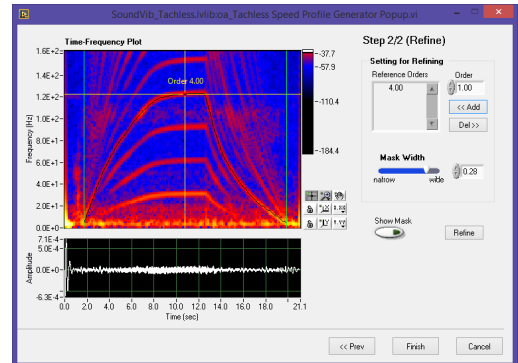 SoundVib_Tachless.lvlib:oa_Tachless Speed Profile Generator Popup.vi
Time-Frequency Plot
Step 2/2 (Refine)
1.6E+2
1.4E+2
1.2E+2
1.0E+2
8.0E+1
6.0E+1
4.0E+1
2.0E+1
0.0E+0
Frequency (Hz)
Order 4.00
-37.7
-57.9
-110.4
-184.4
Setting for Refining
Reference Orders
Order
4.00
1.00
<< Add
Del >>
Mask Width
narrow
wide
0.28
Show Mask
Refine
7.1E-4
5.0E-4
0.0E+0
-6.3E-4
Amplitude
0.0 2.0 4.0 6.0 8.0 10.0 12.0 14.0 16.0 18.0 21.1
Time (sec)
<< Prev
Finish
Cancel